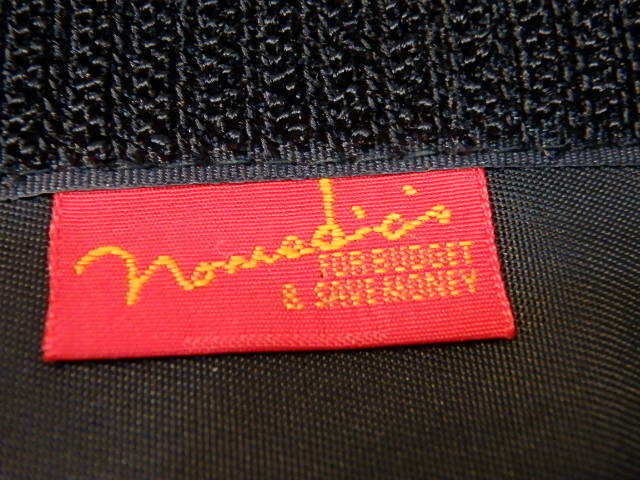 Nomadic's
FOR BUDGET
& SAVE MONEY